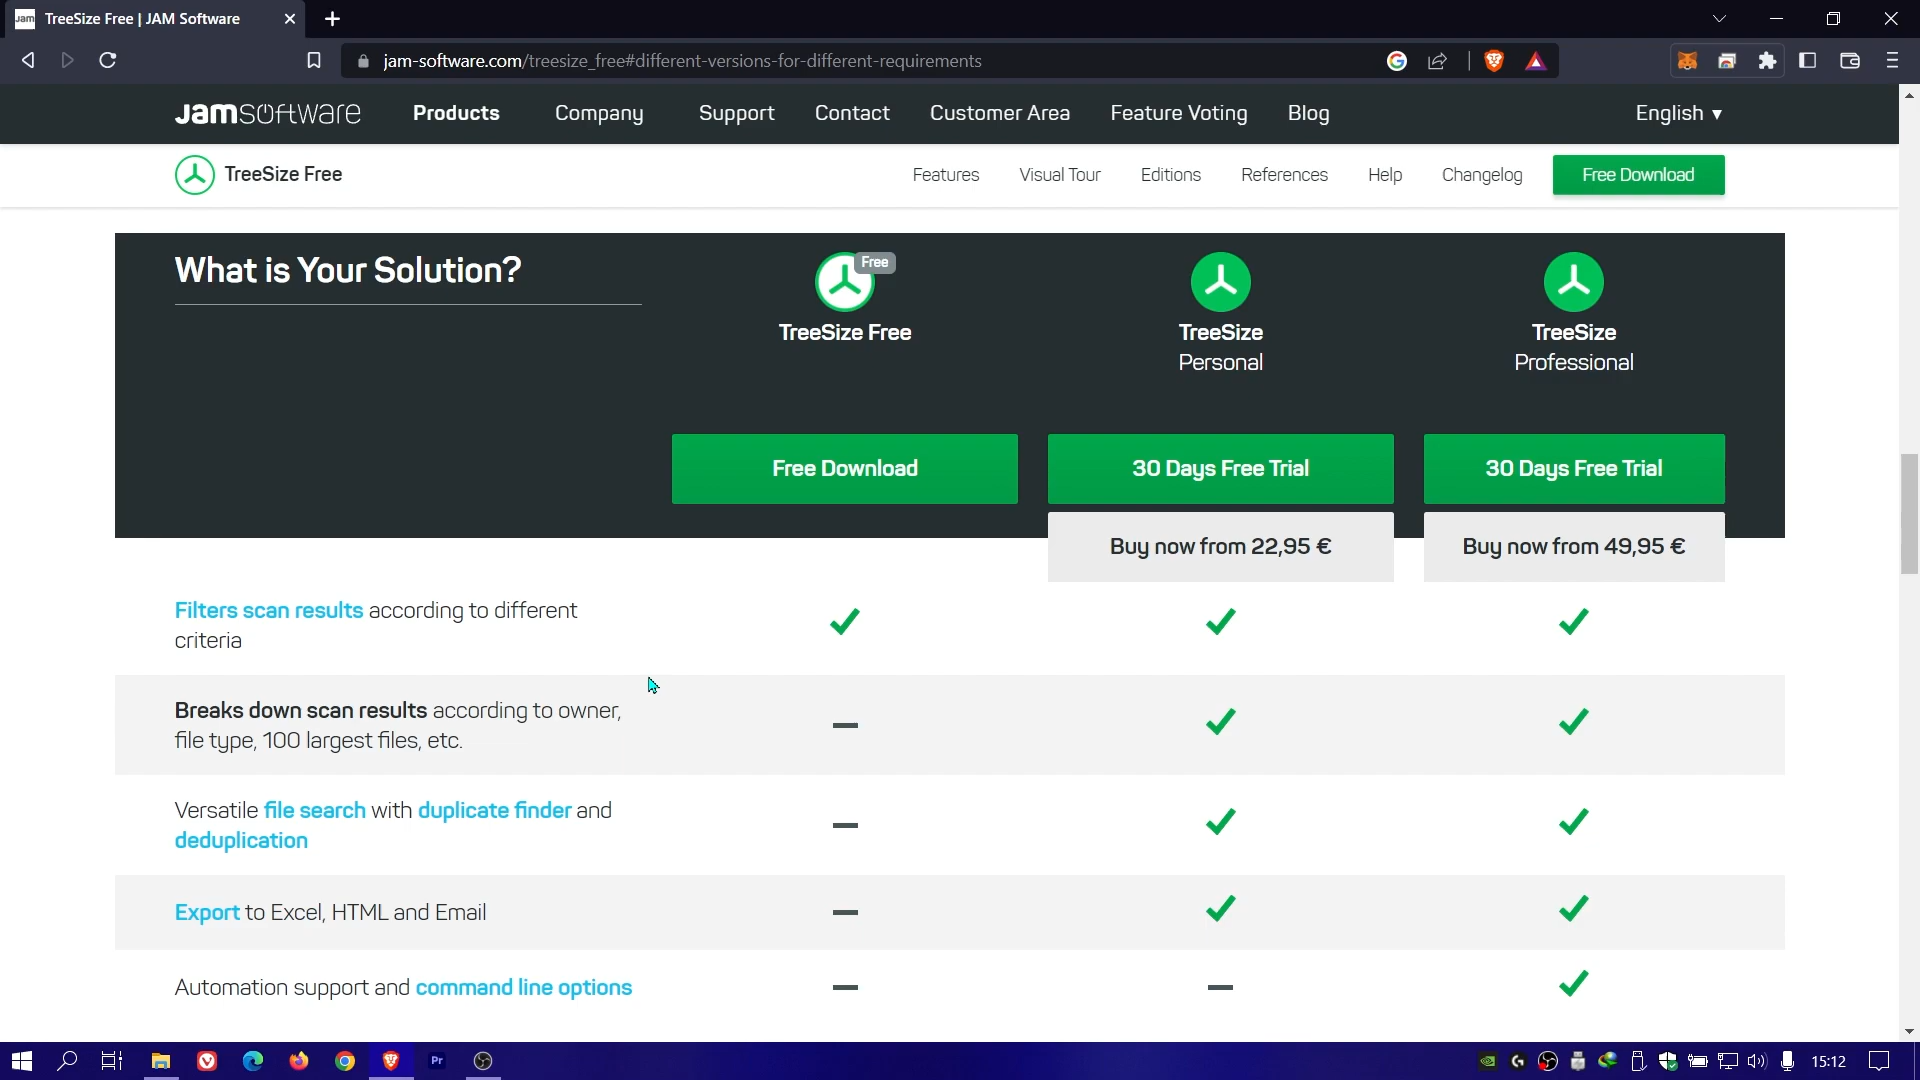 Jam TreeSize Free | JAM Software
jam-software.com/treesize_free#different-versions-for-different-requirements
Jamsoftware Products Company Support Contact Customer Area Feature Voting Blog English ▾
TreeSize Free Features Visual Tour Editions References Help Changelog Free Download
What is Your Solution?
Free
TreeSize Free
TreeSize
Personal
TreeSize
Professional
Free Download 30 Days Free Trial 30 Days Free Trial
Buy now from 22,95 € Buy now from 49,95 €
Filters scan results according to different
criteria
Breaks down scan results according to owner,
file type, 100 largest files, etc.
Versatile file search with duplicate finder and
deduplication
Export to Excel, HTML and Email
Automation support and command line options
Pr
15:12